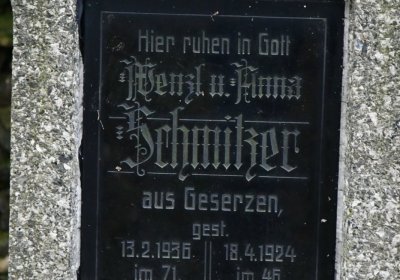 Hier ruhen in Gott
Wenzl u. Anna
Schmitzer
aus Geserzen,
gest.
13.2.1936 || 18.4.1924
im 71. || im 46.